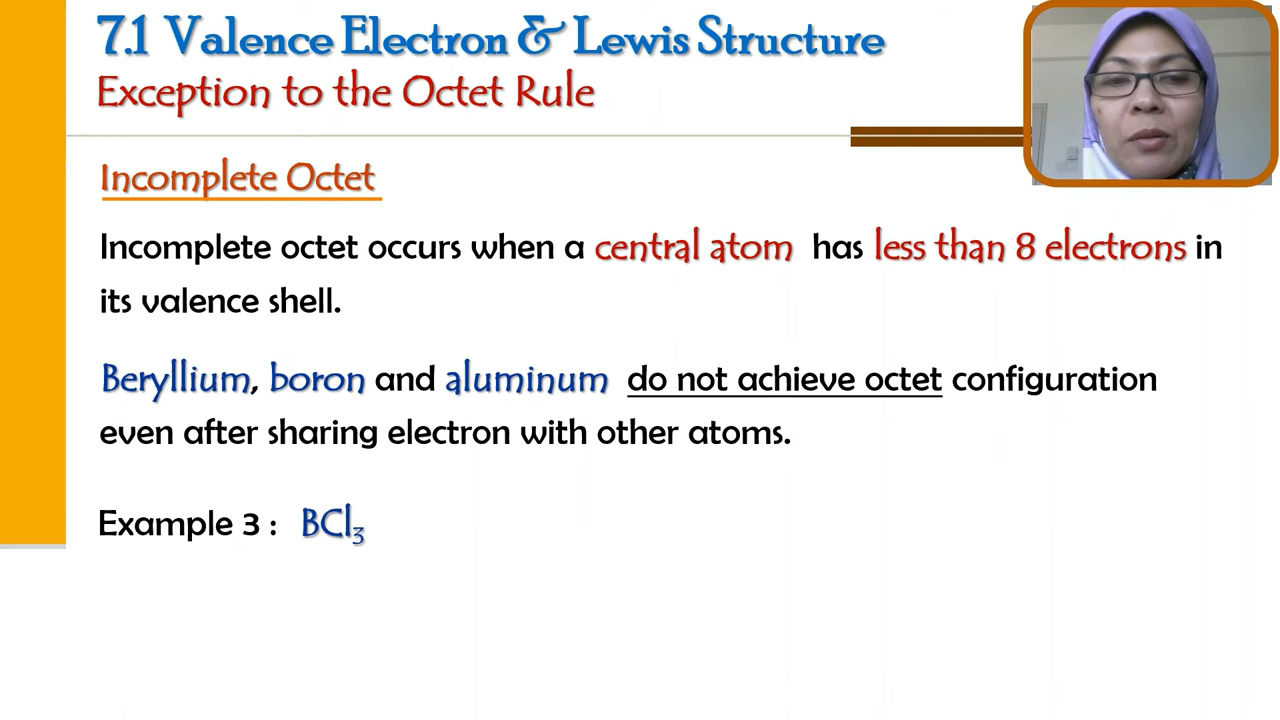 7.1 Valence Electron & Lewis Structure
Exception to the Octet Rule
Incomplete Octet
Incomplete octet occurs when a central atom has less than 8 electrons in
its valence shell.
Beryllium, boron and aluminum do not achieve octet configuration
even after sharing electron with other atoms.
Example 3 : BCl₃